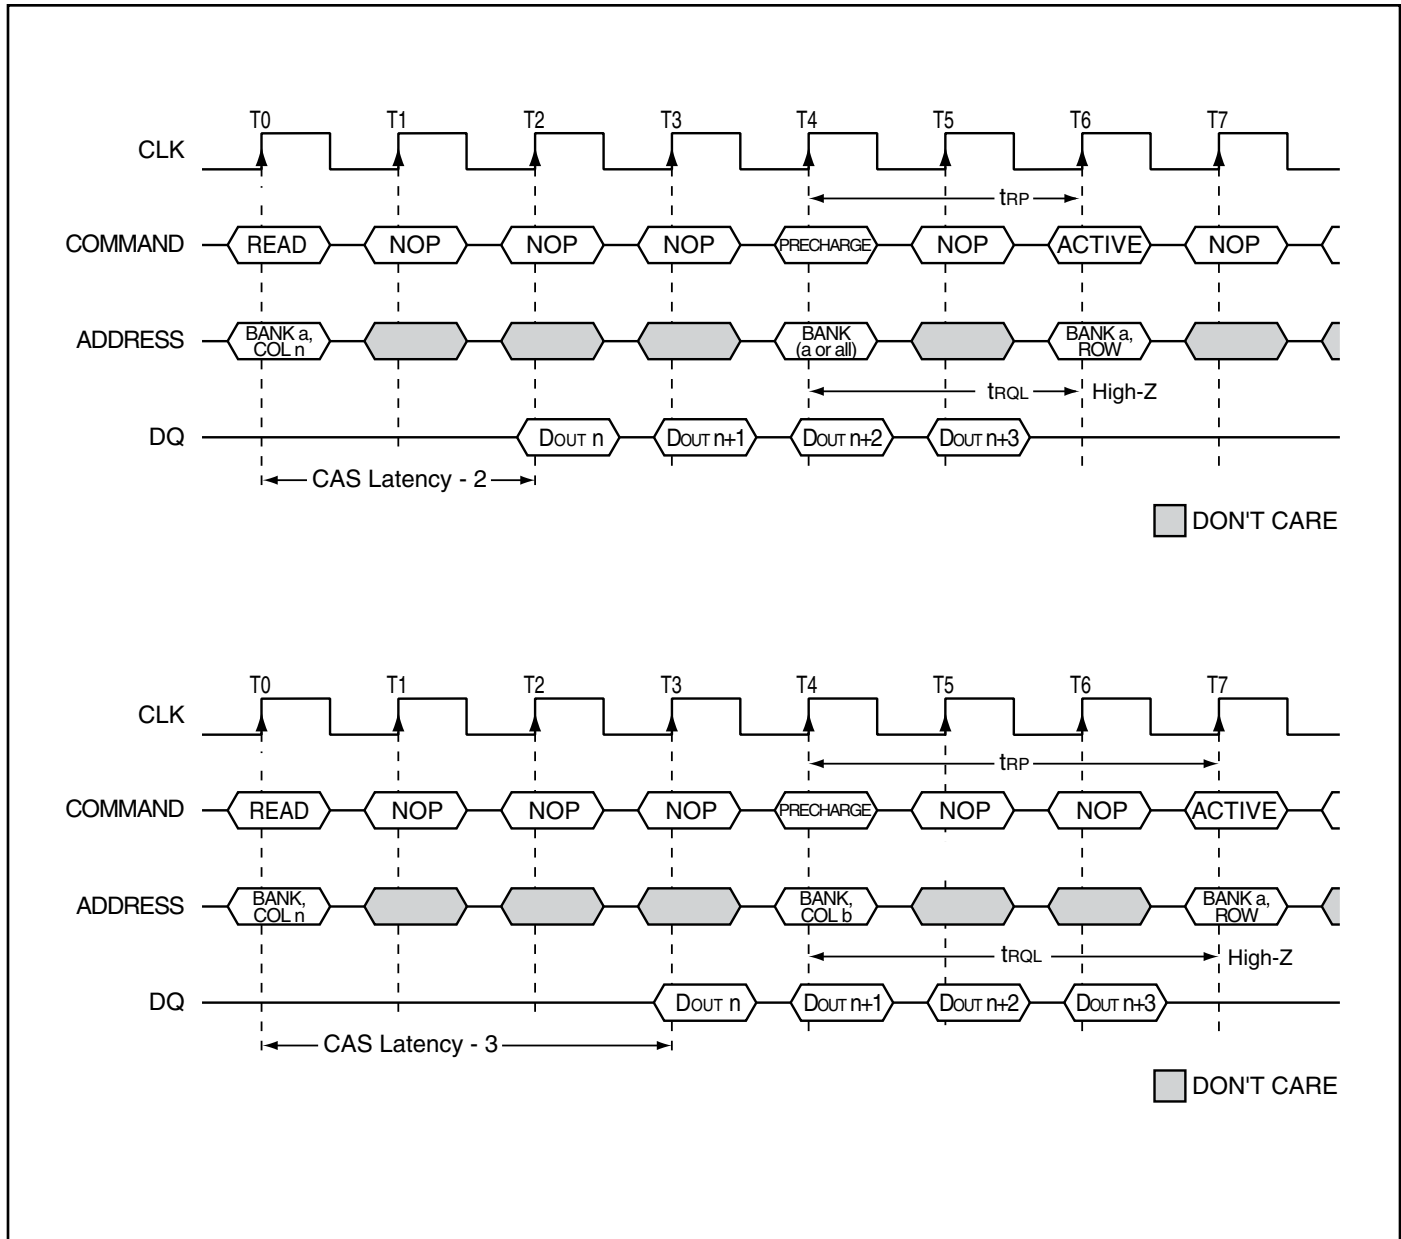 T0 T1 T2 T3 T4 T5 T6 T7
CLK
tRP
COMMAND READ NOP NOP NOP PRECHARGE NOP ACTIVE NOP
ADDRESS BANK a, COL n BANK (a or all) BANK a, ROW
tRQL High-Z
DQ DOUT n DOUT n+1 DOUT n+2 DOUT n+3
CAS Latency - 2
DON'T CARE
T0 T1 T2 T3 T4 T5 T6 T7
CLK
tRP
COMMAND READ NOP NOP NOP PRECHARGE NOP NOP ACTIVE
ADDRESS BANK, COL n BANK, COL b BANK a, ROW
tRQL High-Z
DQ DOUT n DOUT n+1 DOUT n+2 DOUT n+3
CAS Latency - 3
DON'T CARE